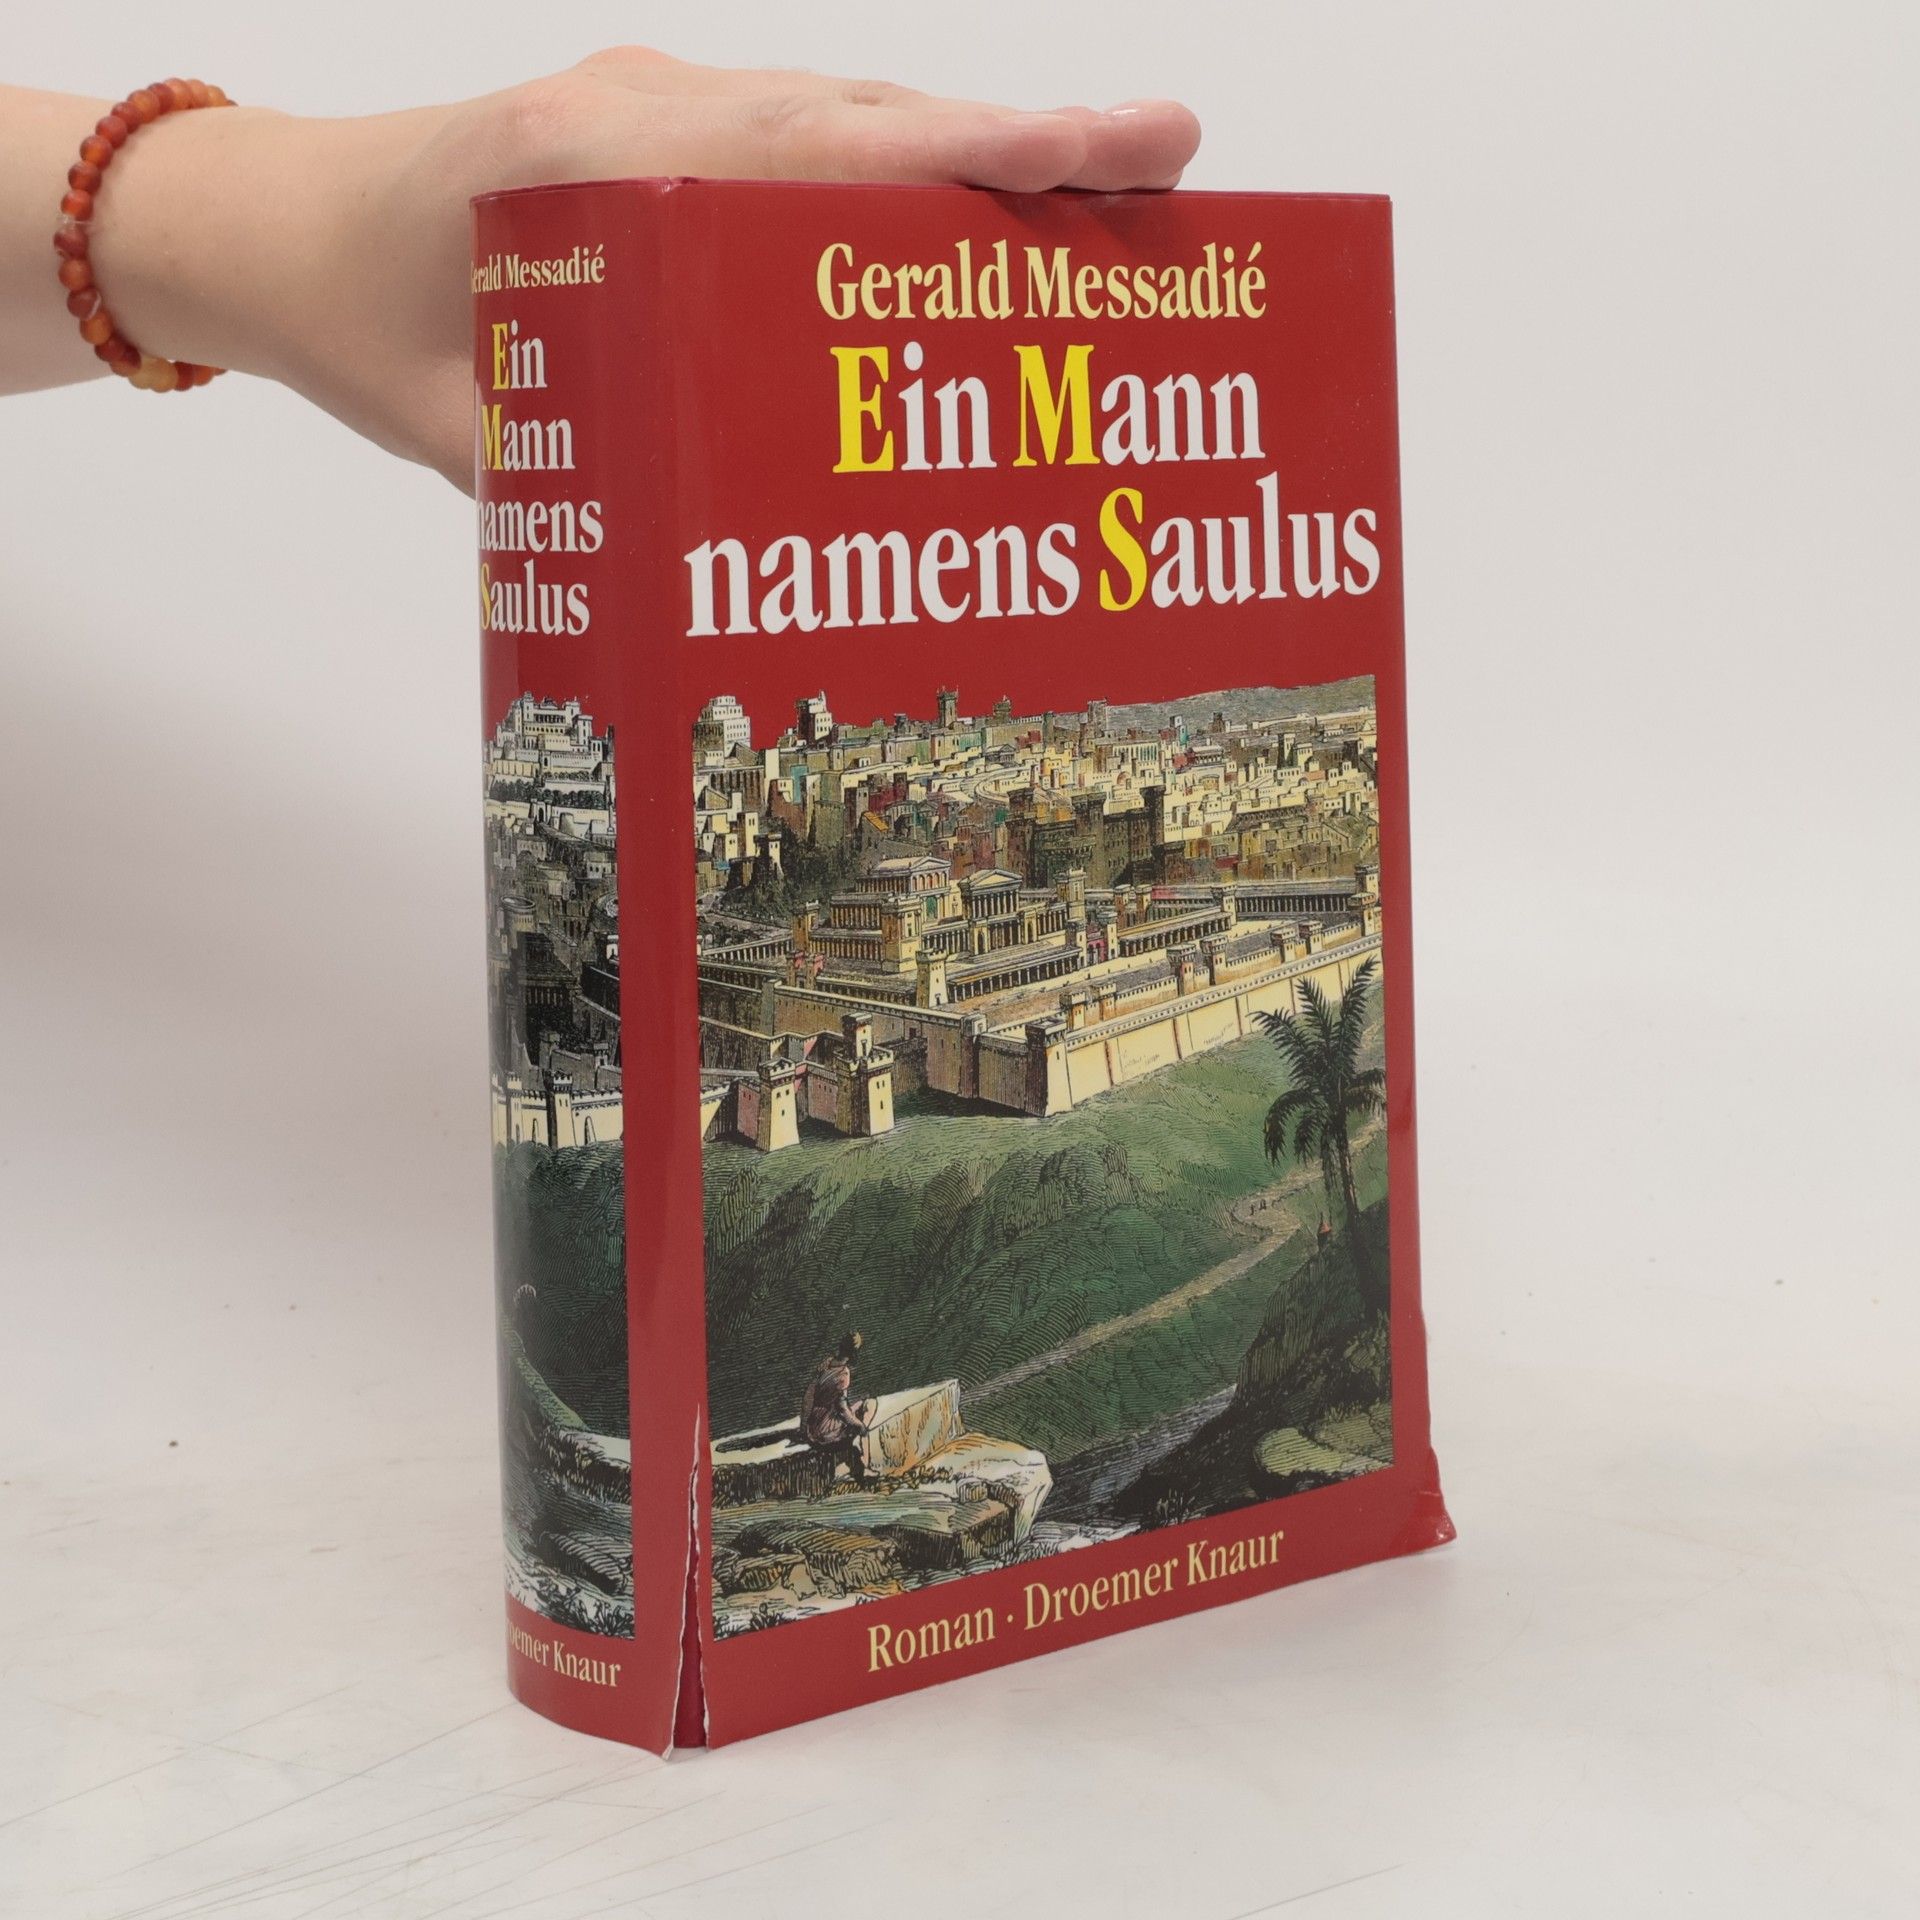 Gerald Messadié
Ein
Mann
namens
Saulus
Droemer Knaur
Gerald Messadié
Ein Mann
namens Saulus
Roman · Droemer Knaur